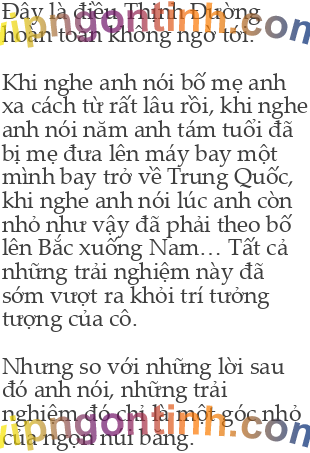 Đây là điều Thịnh Đường
hoàn toàn không ngờ tới.
vipngontinh.com
Khi nghe anh nói bố mẹ anh
xa cách từ rất lâu rồi, khi nghe
anh nói năm anh tám tuổi đã
bị mẹ đưa lên máy bay một
mình bay trở về Trung Quốc,
khi nghe anh nói lúc anh còn
nhỏ như vậy đã phải theo bố
lên Bắc xuống Nam... Tất cả
những trải nghiệm này đã
sớm vượt ra khỏi trí tưởng
tượng của cô.
Nhưng so với những lời sau
đó anh nói, những trải
nghiệm đó chỉ là một góc nhỏ
của ngọn núi băng.
vipngontinh.com